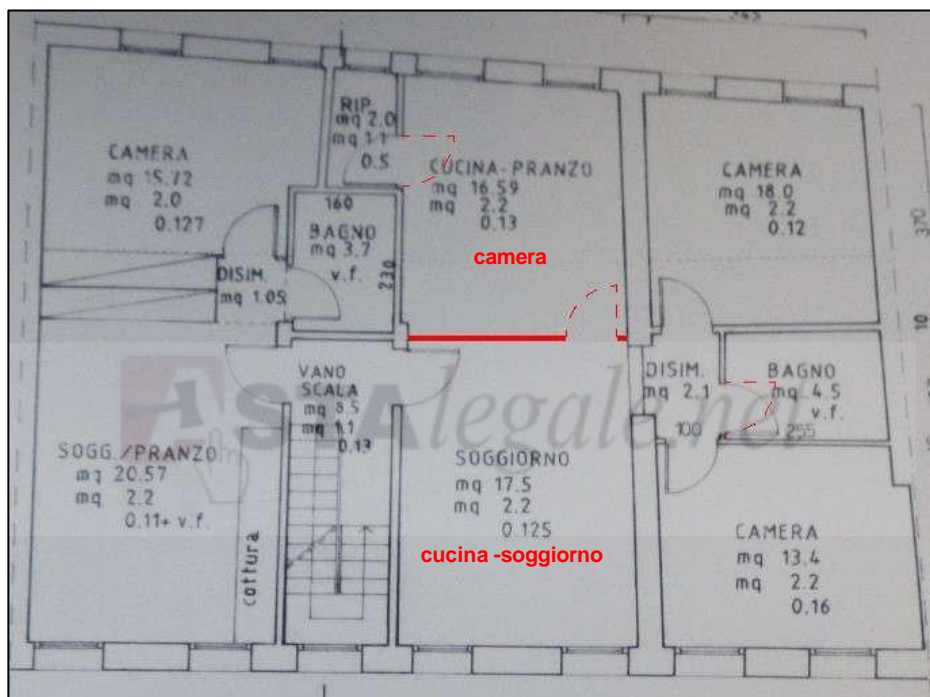 CAMERA
mq 15.72
mq 2.0
0.127
RIP.
mq 2.0
mq 1.1
0.5
CUCINA-PRANZO
mq 16.59
mq 2.2
0.13
camera
CAMERA
mq 18.0
mq 2.2
0.12
370
160
BAGNO
mq 3.7
v.f.
230
DISIM.
mq 1.05
10
VANO
SCALA
mq 8.5
mq 1.1
0.13
DISIM.
mq 2.1
100
BAGNO
mq 4.5
v.f.
255
ASTAlegale.net
SOGG./PRANZO
mq 20.57
mq 2.2
0.11+ v.f.
cottura
SOGGIORNO
mq 17.5
mq 2.2
0.125
cucina -soggiorno
CAMERA
mq 13.4
mq 2.2
0.16